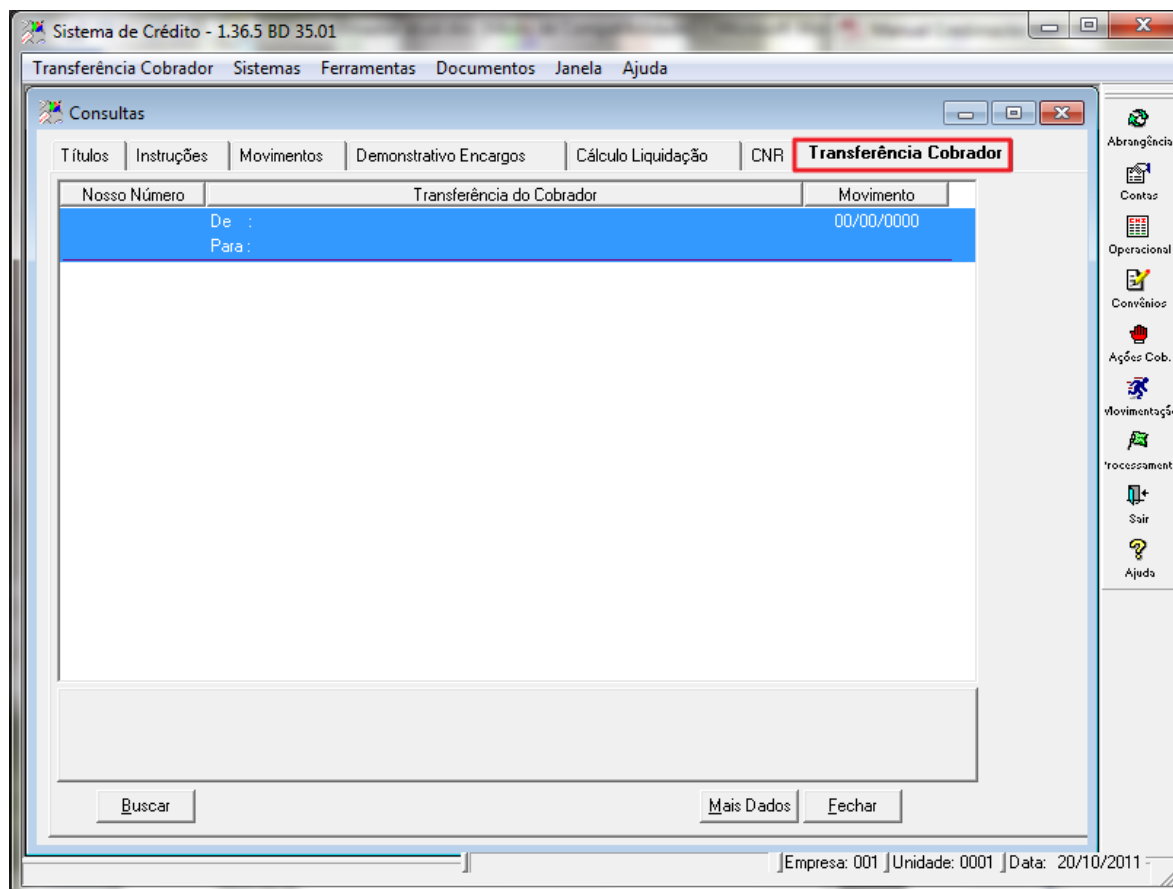 Sistema de Crédito - 1.36.5 BD 35.01
Transferência Cobrador Sistemas Ferramentas Documentos Janela Ajuda
Consultas
Títulos Instruções Movimentos Demonstrativo Encargos Cálculo Liquidação CNR Transferência Cobrador
Nosso Número Transferência do Cobrador Movimento
De : 00/00/0000
Para :
Abrangência
Contas
Operacional
Convênios
Ações Cob.
Movimentaçã
Processament
Sair
Ajuda
Buscar Mais Dados Fechar
Empresa: 001 Unidade: 0001 Data: 20/10/2011